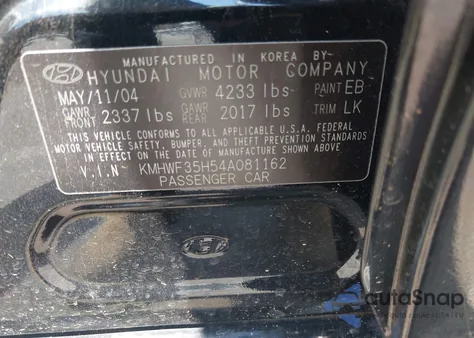 MANUFACTURED IN KOREA BY-
HYUNDAI MOTOR COMPANY
MAY/11/04 GVWR 4233 lbs PAINT EB
GAWR FRONT 2337 lbs GAWR REAR 2017 lbs TRIM LK
THIS VEHICLE CONFORMS TO ALL APPLICABLE U.S.A. FEDERAL
MOTOR VEHICLE SAFETY, BUMPER, AND THEFT PREVENTION STANDARDS
IN EFFECT ON THE DATE OF MANUFACTURE SHOWN ABOVE
V.I.N- KMHWF35H54A081162
PASSENGER CAR
autoSnap